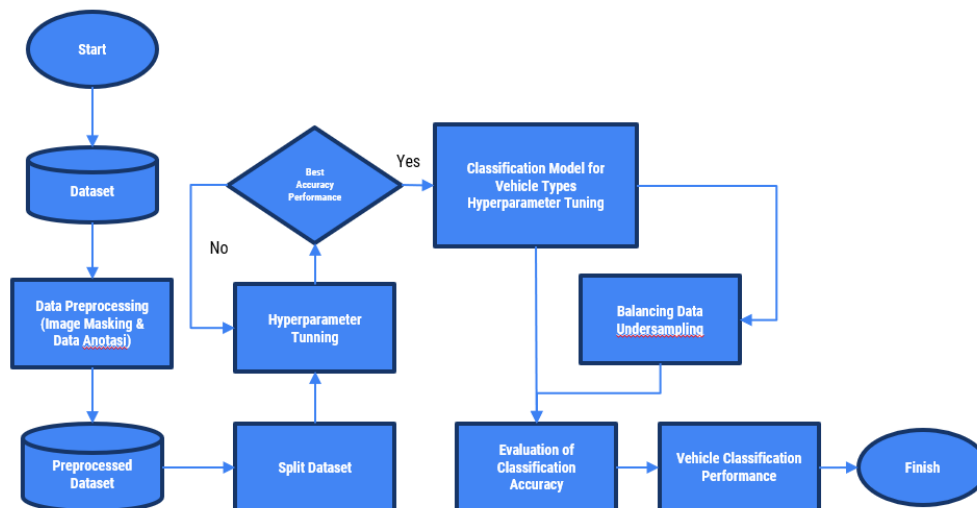 Start
Dataset
Data Preprocessing
(Image Masking &
Data Anotasi)
Preprocessed
Dataset
Split Dataset
Hyperparameter
Tunning
Best
Accuracy
Performance
No
Yes
Classification Model for
Vehicle Types
Hyperparameter Tuning
Balancing Data
Undersampling
Evaluation of
Classification
Accuracy
Vehicle Classification
Performance
Finish